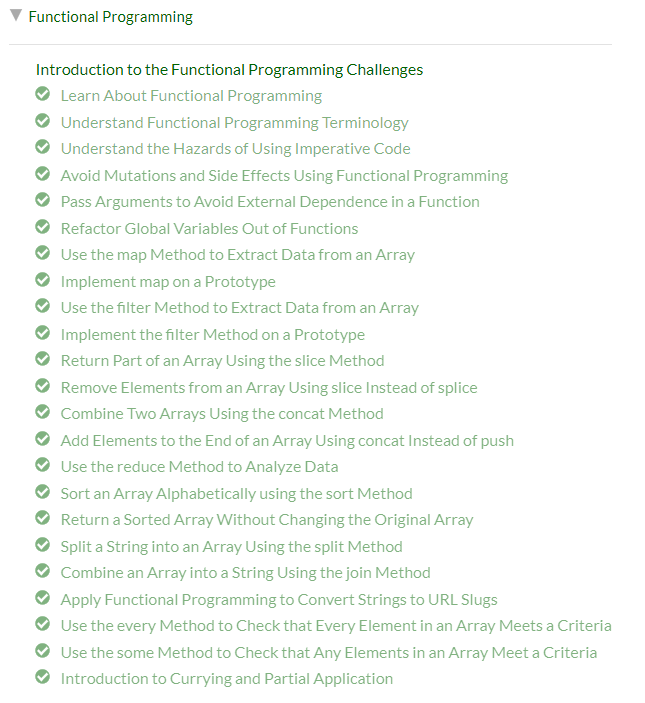 Functional Programming
Introduction to the Functional Programming Challenges
Learn About Functional Programming
Understand Functional Programming Terminology
Understand the Hazards of Using Imperative Code
Avoid Mutations and Side Effects Using Functional Programming
Pass Arguments to Avoid External Dependence in a Function
Refactor Global Variables Out of Functions
Use the map Method to Extract Data from an Array
Implement map on a Prototype
Use the filter Method to Extract Data from an Array
Implement the filter Method on a Prototype
Return Part of an Array Using the slice Method
Remove Elements from an Array Using slice Instead of splice
Combine Two Arrays Using the concat Method
Add Elements to the End of an Array Using concat Instead of push
Use the reduce Method to Analyze Data
Sort an Array Alphabetically using the sort Method
Return a Sorted Array Without Changing the Original Array
Split a String into an Array Using the split Method
Combine an Array into a String Using the join Method
Apply Functional Programming to Convert Strings to URL Slugs
Use the every Method to Check that Every Element in an Array Meets a Criteria
Use the some Method to Check that Any Elements in an Array Meet a Criteria
Introduction to Currying and Partial Application